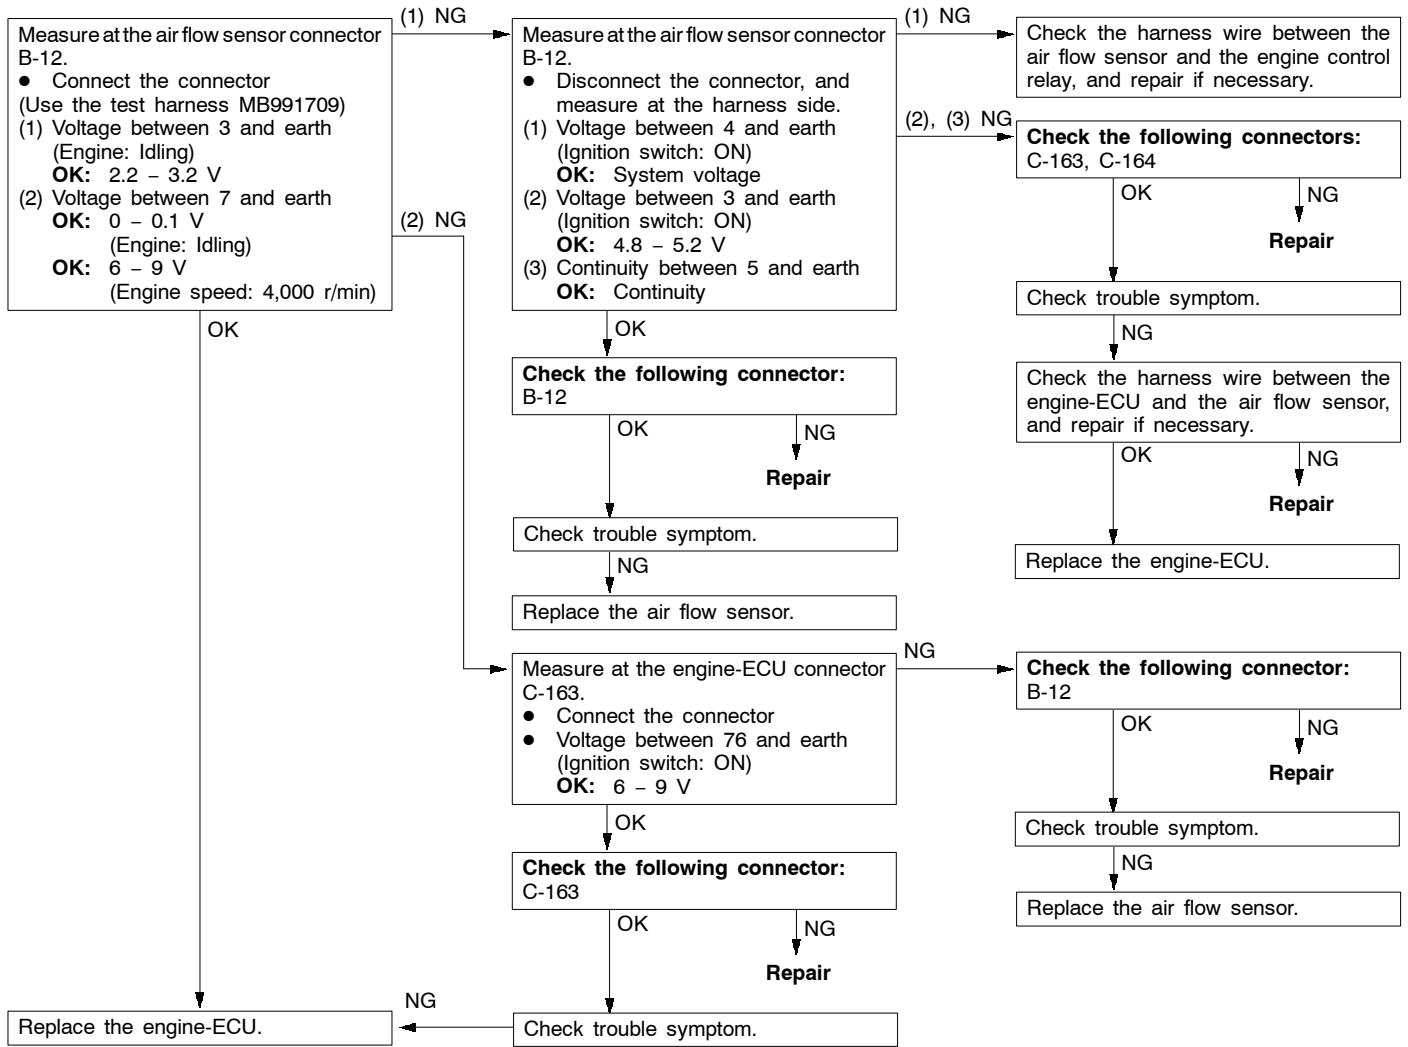 Measure at the air flow sensor connector
B-12.
● Connect the connector
(Use the test harness MB991709)
(1) Voltage between 3 and earth
(Engine: Idling)
OK: 2.2 – 3.2 V
(2) Voltage between 7 and earth
OK: 0 – 0.1 V
(Engine: Idling)
OK: 6 – 9 V
(Engine speed: 4,000 r/min)
(1) NG
(2) NG
OK
Measure at the air flow sensor connector
B-12.
● Disconnect the connector, and
measure at the harness side.
(1) Voltage between 4 and earth
(Ignition switch: ON)
OK: System voltage
(2) Voltage between 3 and earth
(Ignition switch: ON)
OK: 4.8 – 5.2 V
(3) Continuity between 5 and earth
OK: Continuity
(1) NG
Check the harness wire between the
air flow sensor and the engine control
relay, and repair if necessary.
(2), (3) NG
Check the following connectors:
C-163, C-164
OK
NG
Repair
Check trouble symptom.
NG
Check the harness wire between the
engine-ECU and the air flow sensor,
and repair if necessary.
OK
NG
Repair
Replace the engine-ECU.
OK
Check the following connector:
B-12
OK
NG
Repair
Check trouble symptom.
NG
Replace the air flow sensor.
Measure at the engine-ECU connector
C-163.
● Connect the connector
● Voltage between 76 and earth
(Ignition switch: ON)
OK: 6 – 9 V
NG
Check the following connector:
B-12
OK
NG
Repair
Check trouble symptom.
NG
Replace the air flow sensor.
OK
Check the following connector:
C-163
OK
NG
Repair
Check trouble symptom.
NG
Replace the engine-ECU.